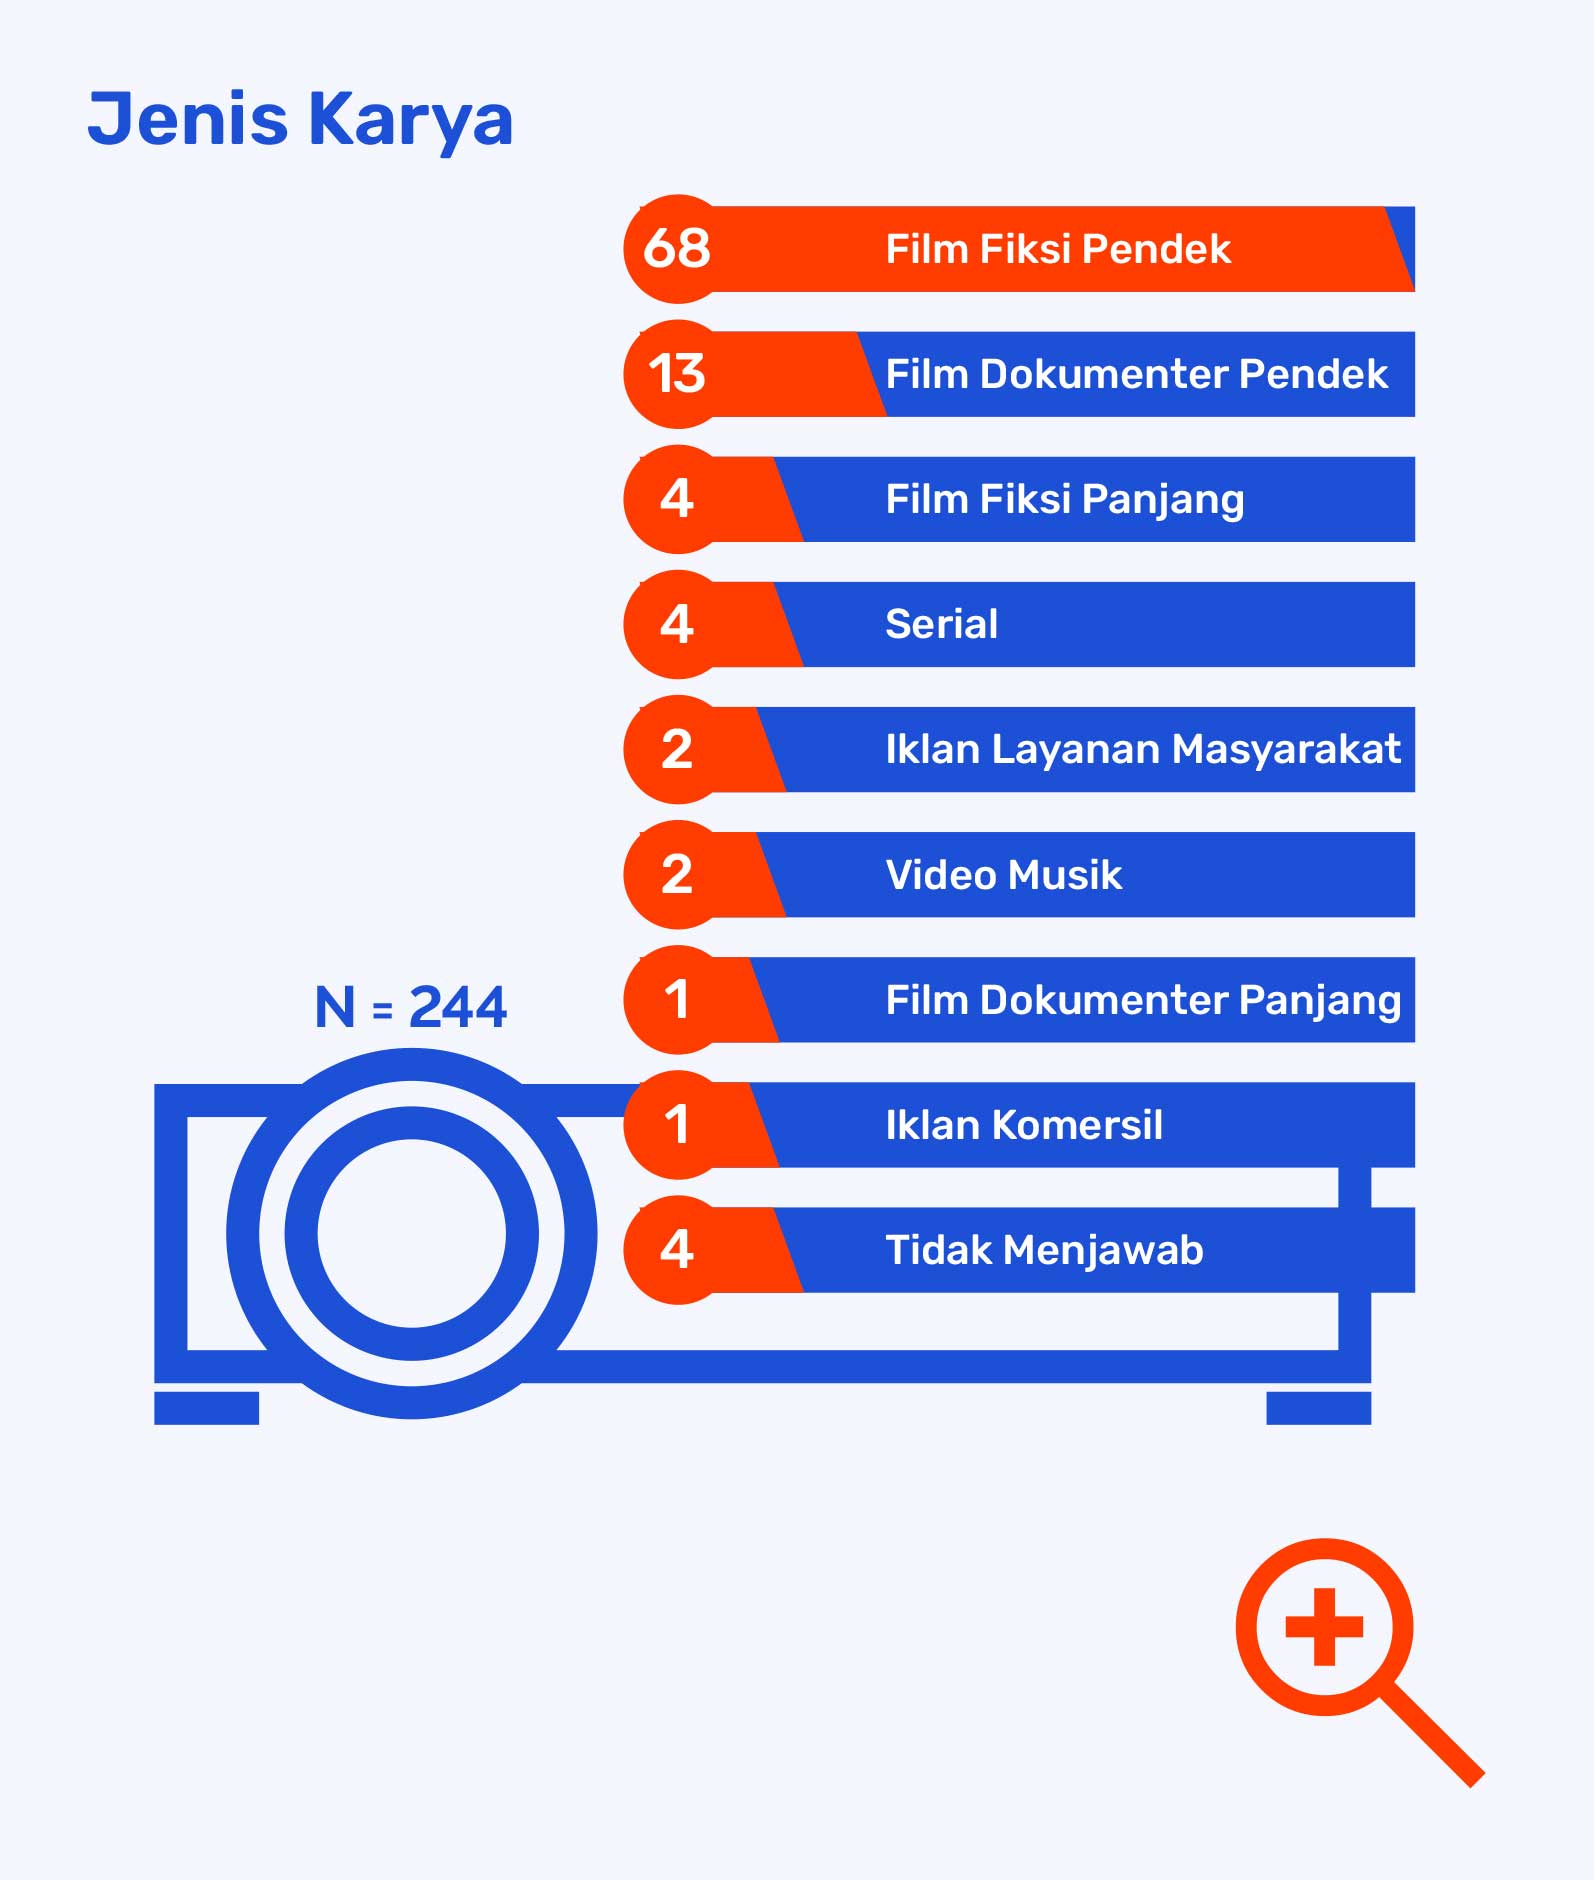 Jenis Karya
68 Film Fiksi Pendek
13 Film Dokumenter Pendek
4 Film Fiksi Panjang
4 Serial
2 Iklan Layanan Masyarakat
2 Video Musik
1 Film Dokumenter Panjang
N = 244
1 Iklan Komersil
4 Tidak Menjawab